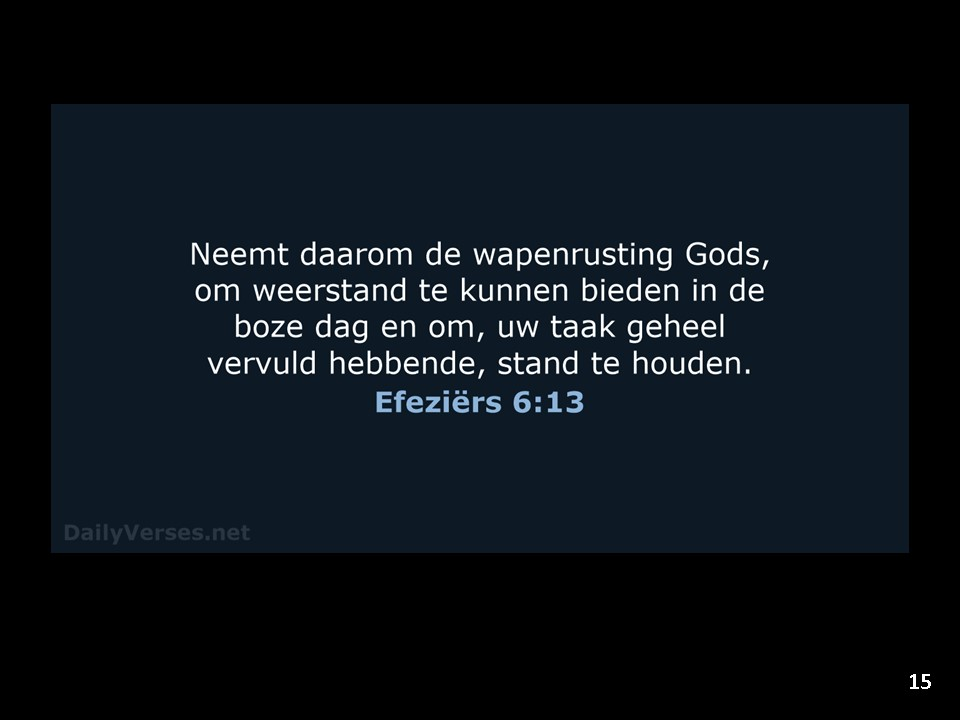 Neemt daarom de wapenrusting Gods,
om weerstand te kunnen bieden in de
boze dag en om, uw taak geheel
vervuld hebbende, stand te houden.
Efeziërs 6:13
DailyVerses.net
15